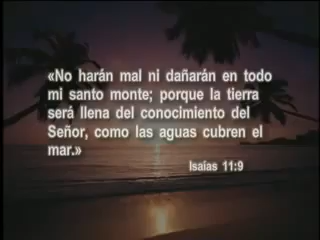 «No harán mal ni dañarán en todo
mi santo monte; porque la tierra
será llena del conocimiento del
Señor, como las aguas cubren el
mar.»
Isaías 11:9